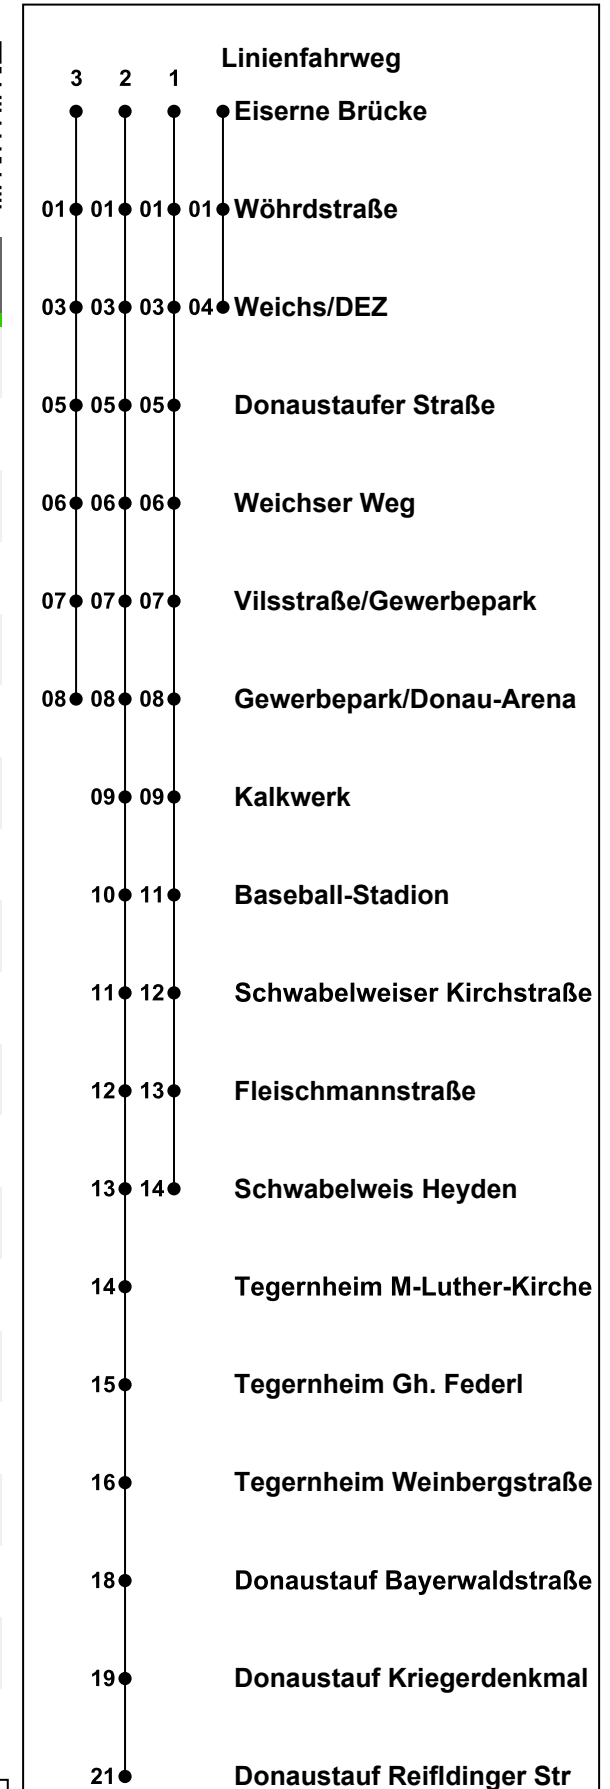 Linienfahrweg
3 2 1
Eiserne Brücke
01 01 01 01 Wöhrdstraße
03 03 03 04 Weichs/DEZ
05 05 05 Donaustaufer Straße
06 06 06 Weichser Weg
07 07 07 Vilsstraße/Gewerbepark
08 08 08 Gewerbepark/Donau-Arena
09 09 Kalkwerk
10 11 Baseball-Stadion
11 12 Schwabelweiser Kirchstraße
12 13 Fleischmannstraße
13 14 Schwabelweis Heyden
14 Tegernheim M-Luther-Kirche
15 Tegernheim Gh. Federl
16 Tegernheim Weinbergstraße
18 Donaustauf Bayerwaldstraße
19 Donaustauf Kriegerdenkmal
21 Donaustauf Reifldinger Str